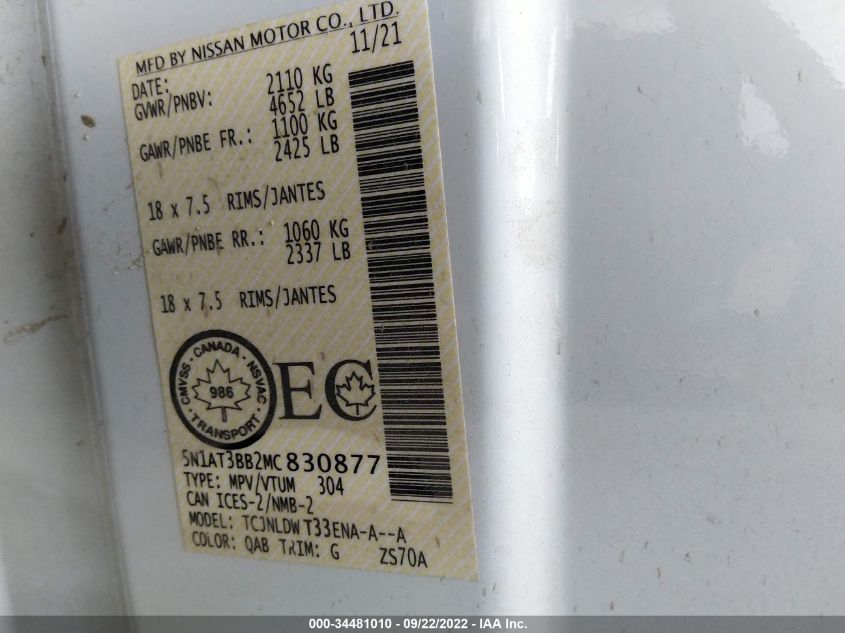 MFD BY NISSAN MOTOR CO., LTD.
DATE: 11/21
GVWR/PNBV: 2110 KG
4652 LB
GAWR/PNBE FR.: 1100 KG
2425 LB
18 x 7.5 RIMS/JANTES
GAWR/PNBE RR.: 1060 KG
2337 LB
18 x 7.5 RIMS/JANTES
CMVSS · CANADA · NSVAC
986
· TRANSPORT ·
EC
5N1AT3BB2MC830877
TYPE: MPV/VTUM 304
CAN ICES-2/NMB-2
MODEL: TCJNLDWT33ENA-A--A
COLOR: QAB TRIM: G ZS70A
000-34481010 / 09/22/2022 - IAA Inc.